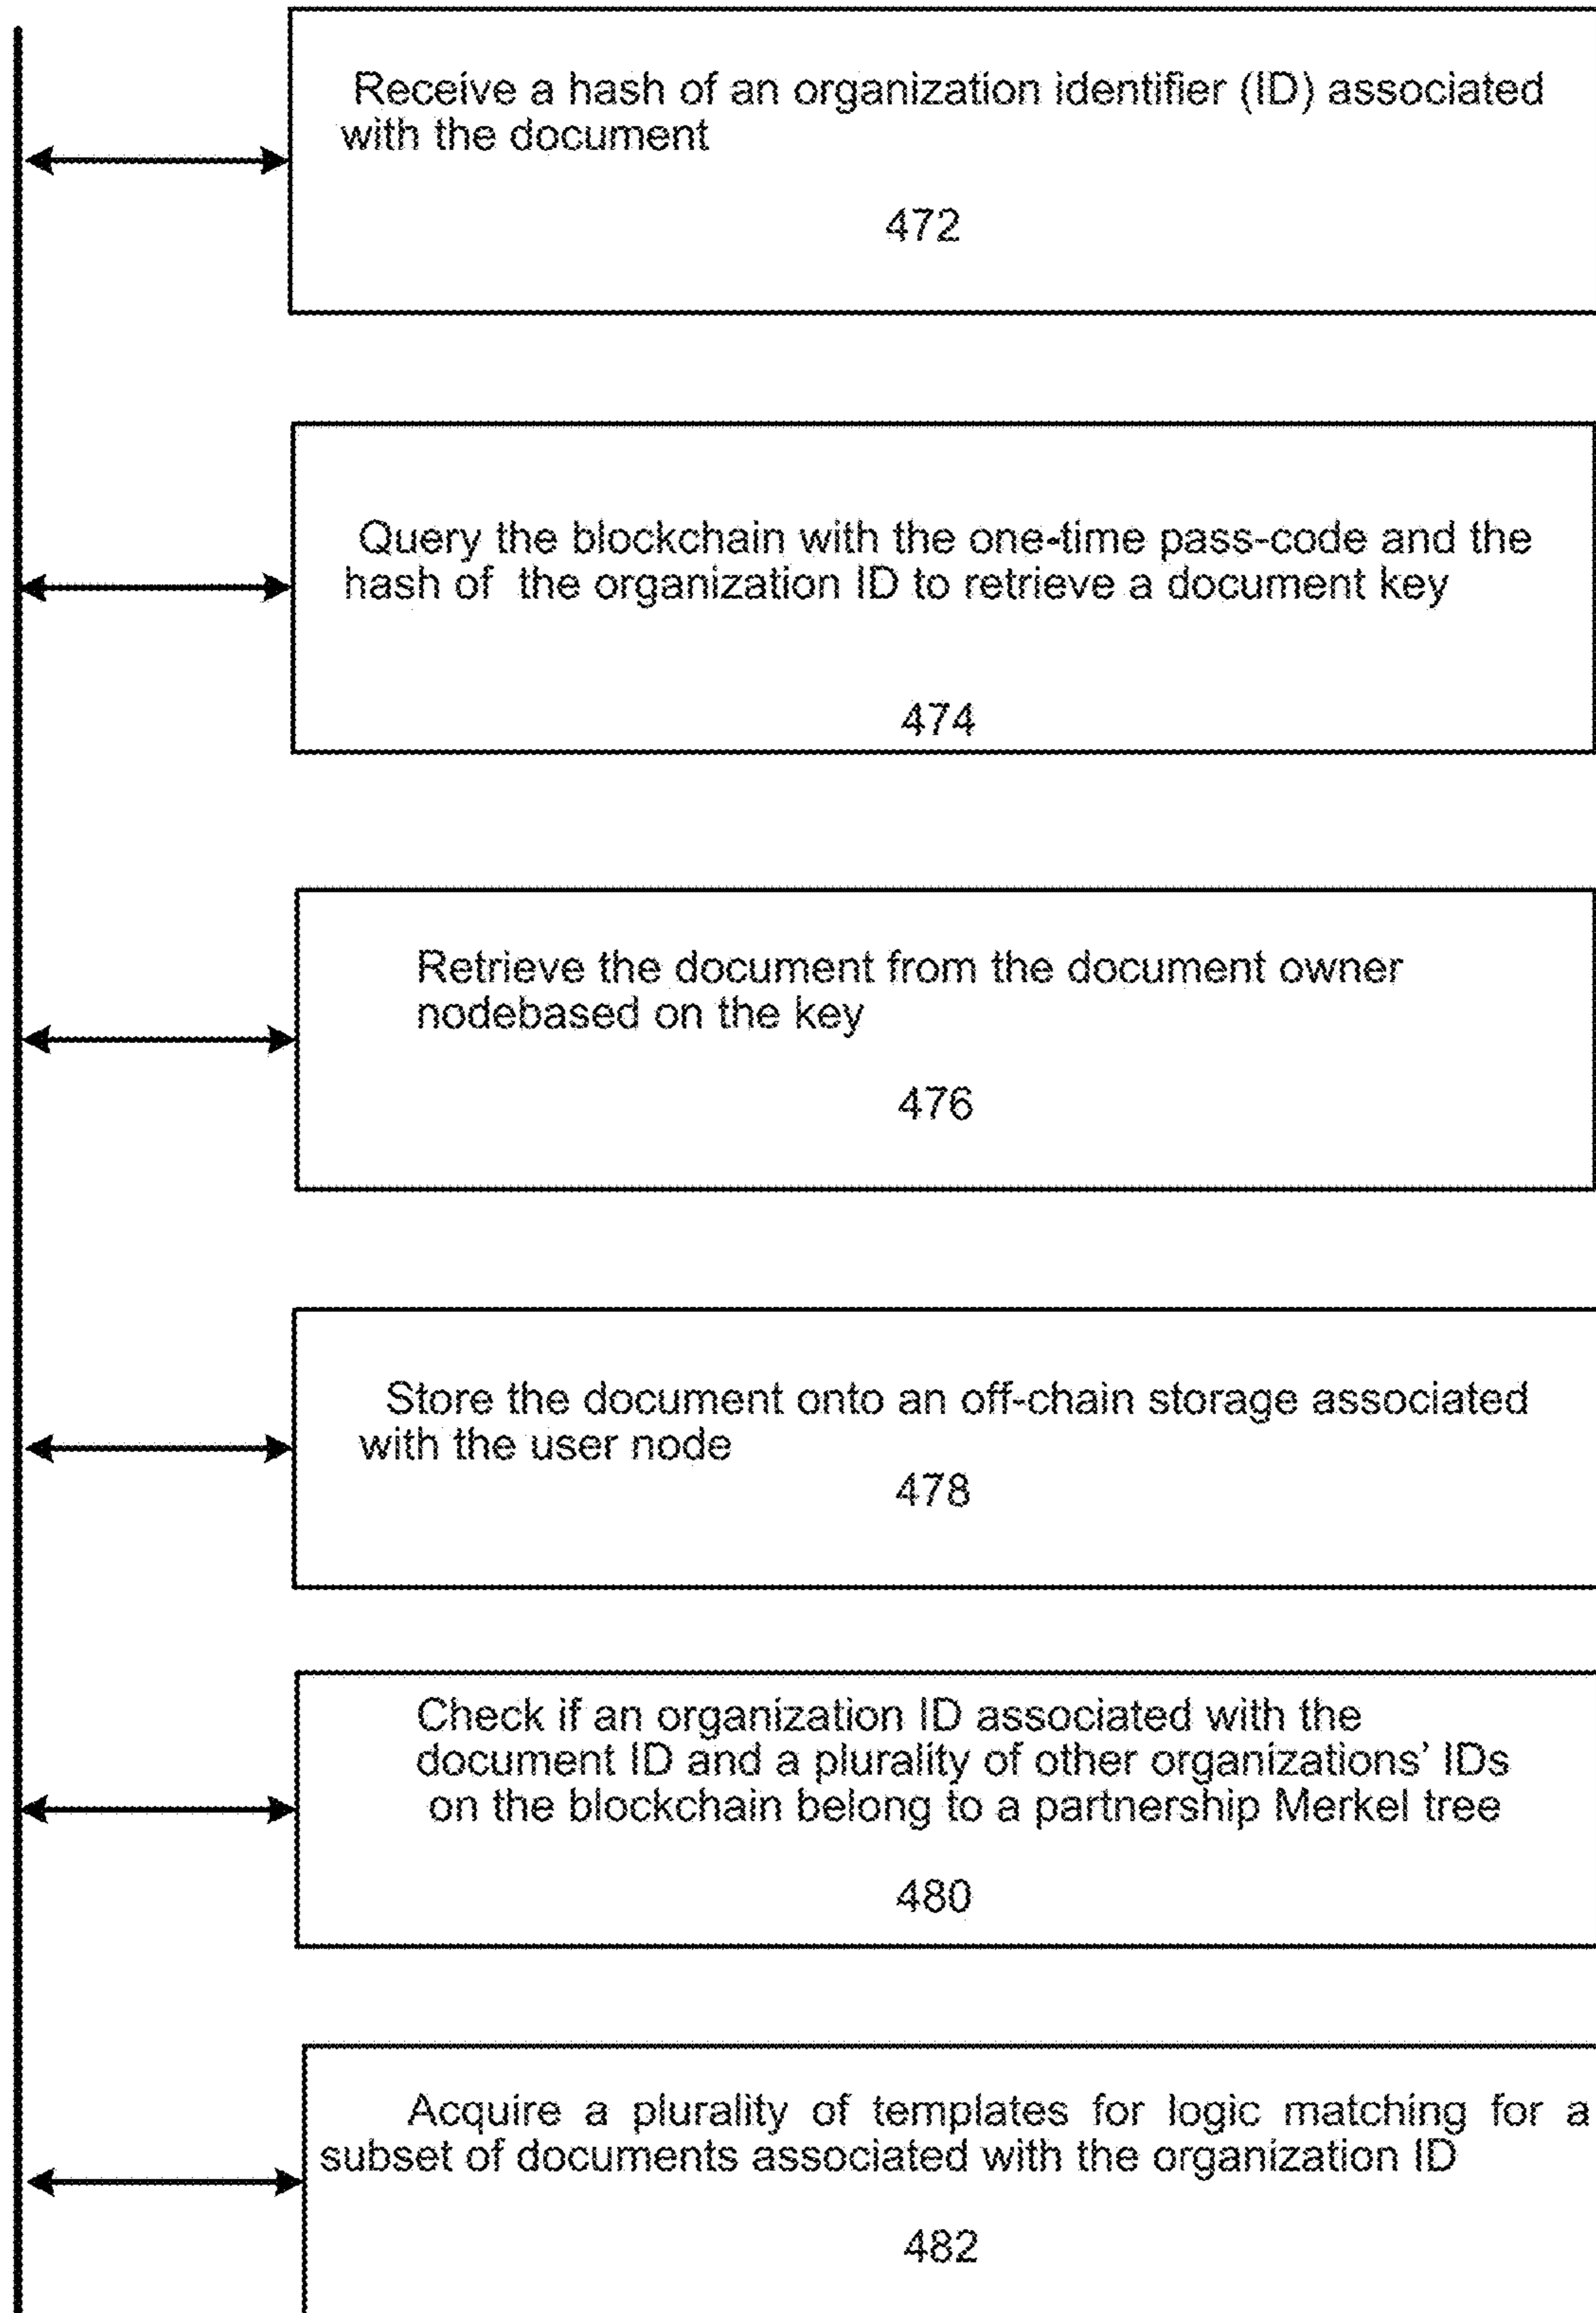 Receive a hash of an organization identifier (ID) associated
with the document
472
Query the blockchain with the one-time pass-code and the
hash of the organization ID to retrieve a document key
474
Retrieve the document from the document owner
nodebased on the key
476
Store the document onto an off-chain storage associated
with the user node
478
Check if an organization ID associated with the
document ID and a plurality of other organizations' IDs
on the blockchain belong to a partnership Merkel tree
480
Acquire a plurality of templates for logic matching for a
subset of documents associated with the organization ID
482